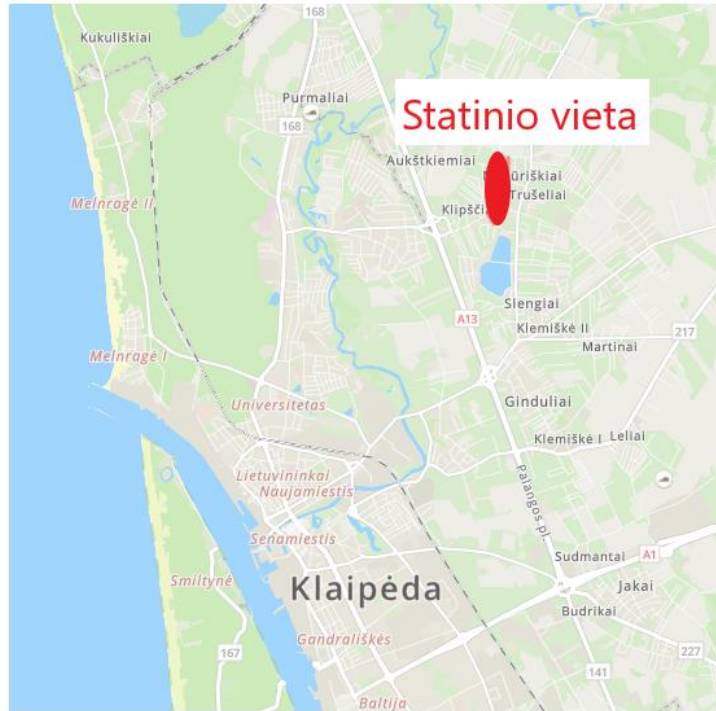 168
Kukuliškiai
Purmaliai
168
Statinio vieta
Aukštkiemiai
Trušeliai
Melnragė II
Slengiai
A13
Klemiškė II
217
Martinai
Melnragė I
Universitetas
Ginduliai
Klemiškė I
Leliai
Lietuvininkai
Naujamiestis
Palangos pl.
Senamiestis
Sudmantai
A1
Smiltynė
Klaipėda
Jakai
Budrikai
Gandrališkės
167
141
227
Baltija